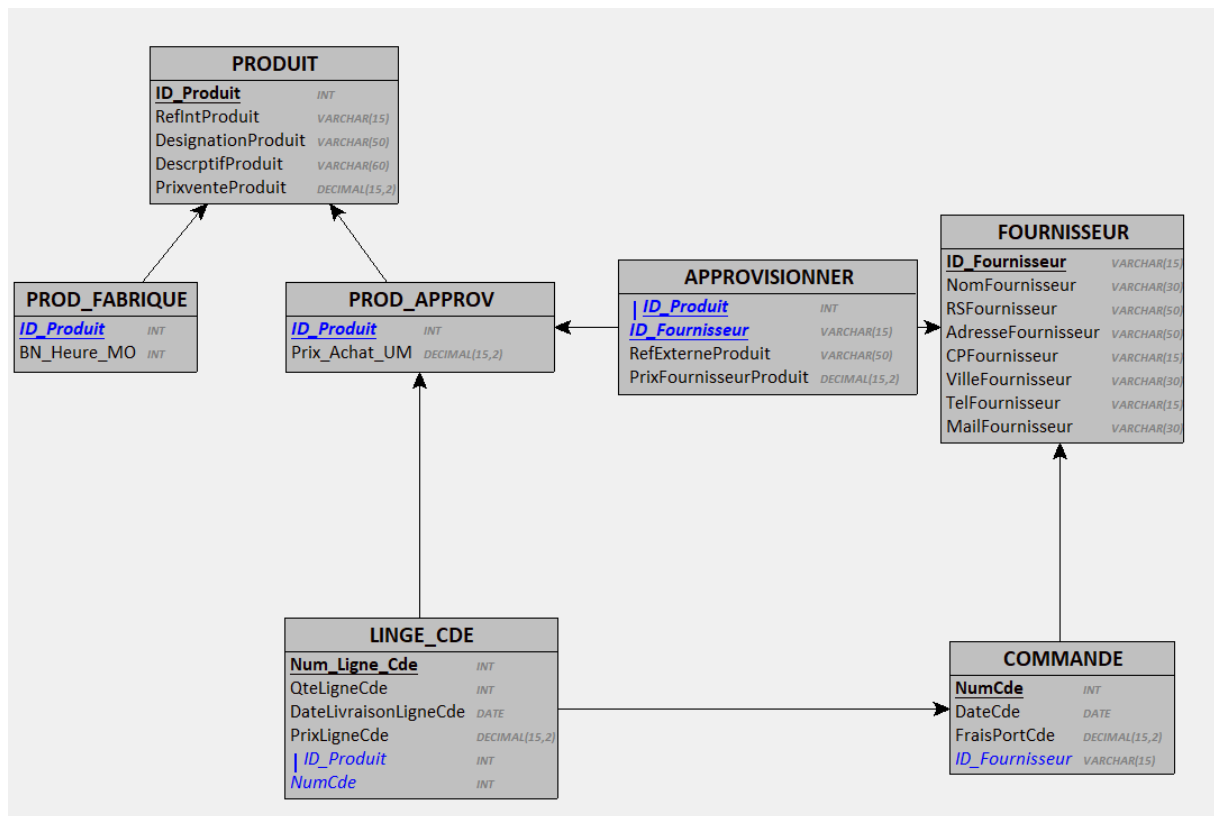 PRODUIT
ID_Produit INT
RefIntProduit VARCHAR(15)
DesignationProduit VARCHAR(50)
DescrptifProduit VARCHAR(60)
PrixventeProduit DECIMAL(15,2)
PROD_FABRIQUE
ID_Produit INT
BN_Heure_MO INT
PROD_APPROV
ID_Produit INT
Prix_Achat_UM DECIMAL(15,2)
APPROVISIONNER
ID_Produit INT
ID_Fournisseur VARCHAR(15)
RefExterneProduit VARCHAR(50)
PrixFournisseurProduit DECIMAL(15,2)
FOURNISSEUR
ID_Fournisseur VARCHAR(15)
NomFournisseur VARCHAR(30)
RSFournisseur VARCHAR(50)
AdresseFournisseur VARCHAR(50)
CPFournisseur VARCHAR(15)
VilleFournisseur VARCHAR(30)
TelFournisseur VARCHAR(15)
MailFournisseur VARCHAR(30)
LINGE_CDE
Num_Ligne_Cde INT
QteLigneCde INT
DateLivraisonLigneCde DATE
PrixLigneCde DECIMAL(15,2)
ID_Produit INT
NumCde INT
COMMANDE
NumCde INT
DateCde DATE
FraisPortCde DECIMAL(15,2)
ID_Fournisseur VARCHAR(15)